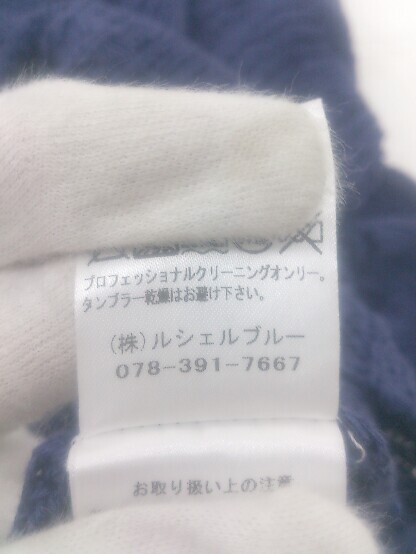 プロフェッショナルクリーニングオンリー。
タンブラー乾燥はお避け下さい。
(株)ルシェルブルー
078-391-7667
お取り扱い上の注意